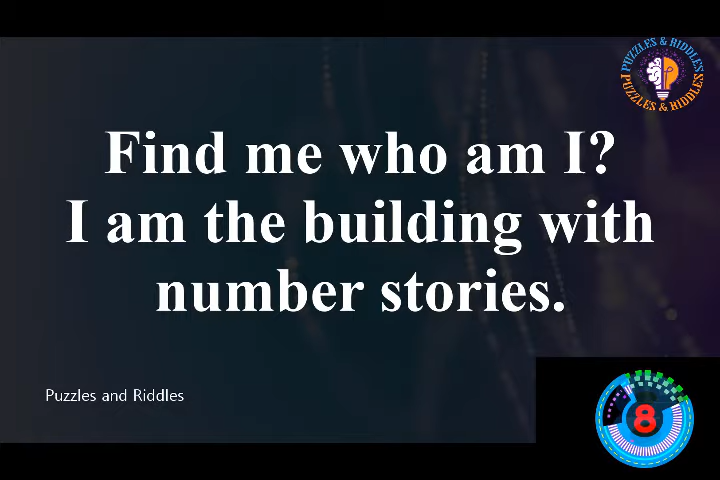 PUZZLES & RIDDLES
PUZZLES & RIDDLES
Find me who am I?
I am the building with
number stories.
Puzzles and Riddles
8